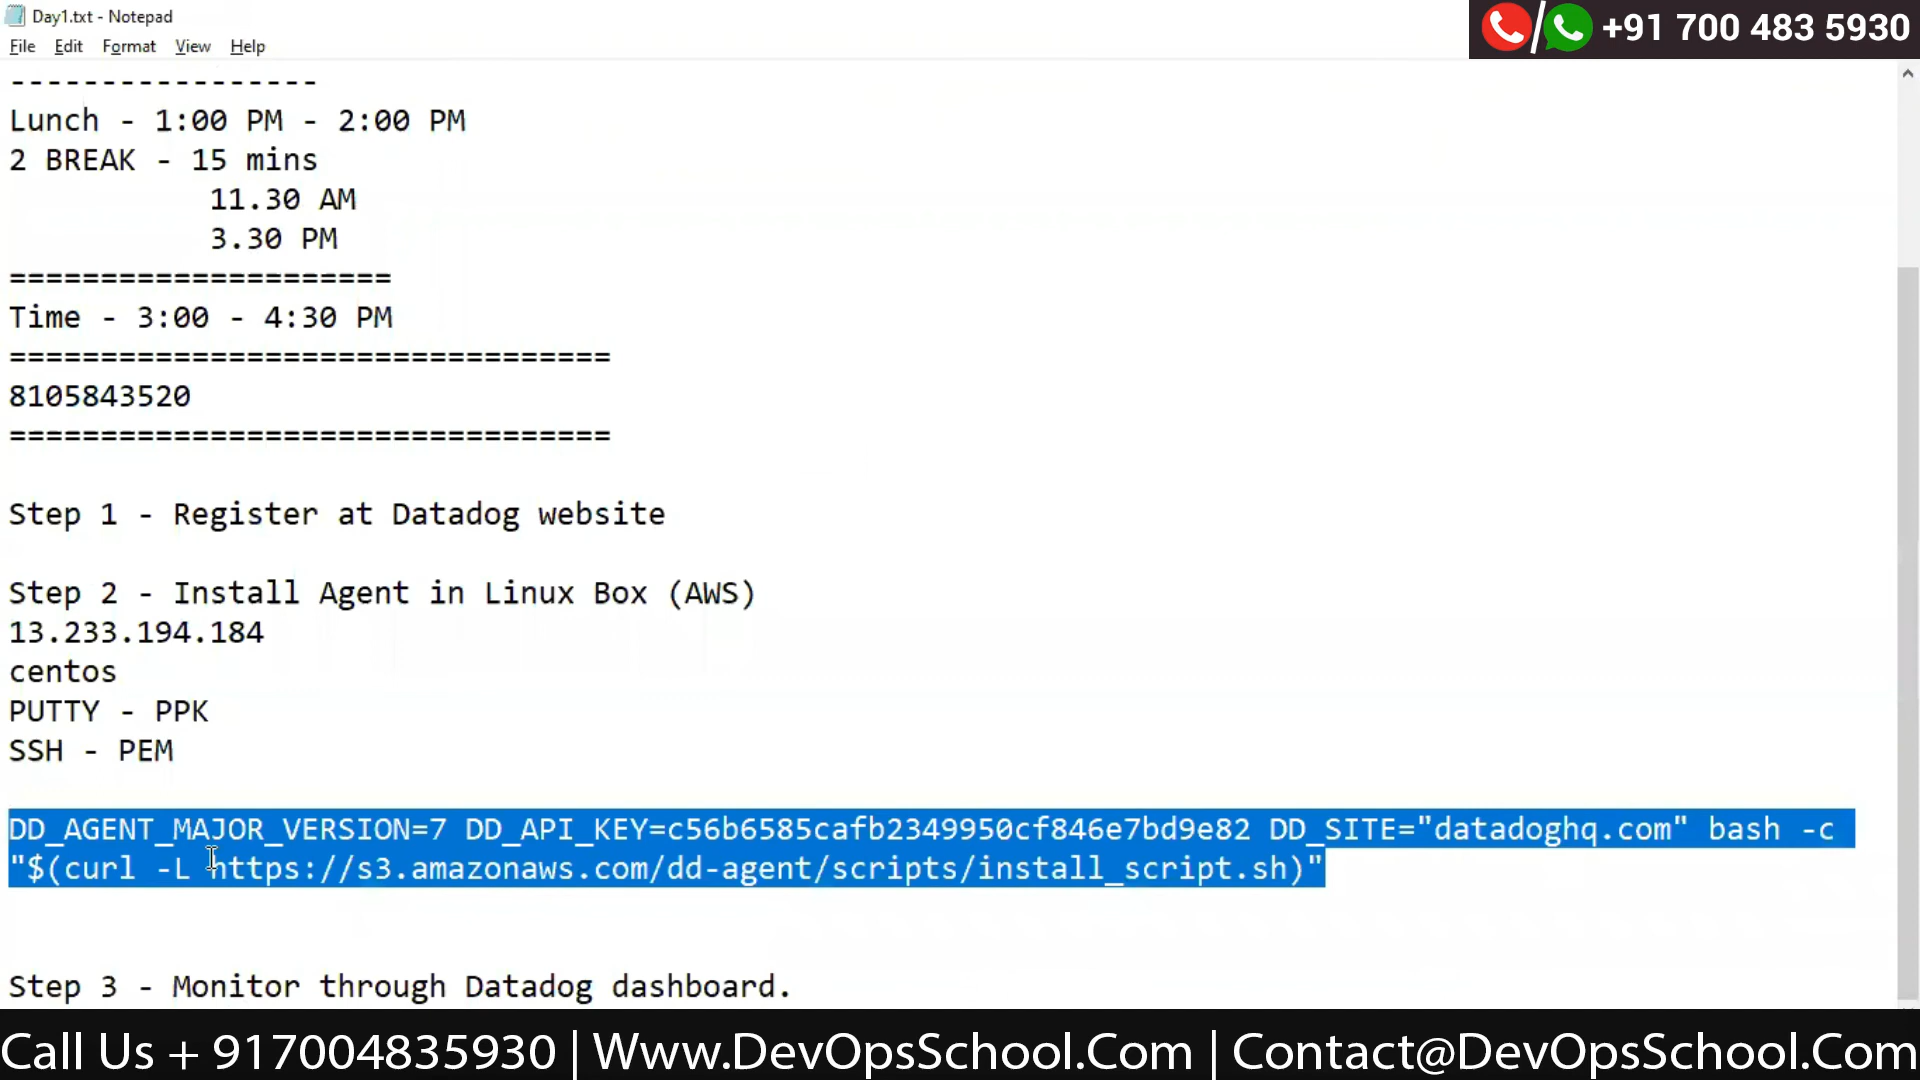 Day1.txt - Notepad
+91 700 483 5930
File Edit Format View Help
-----------------
Lunch - 1:00 PM - 2:00 PM
2 BREAK - 15 mins
11.30 AM
3.30 PM
=====================
Time - 3:00 - 4:30 PM
=================================
8105843520
=================================
Step 1 - Register at Datadog website
Step 2 - Install Agent in Linux Box (AWS)
13.233.194.184
centos
PUTTY - PPK
SSH - PEM
DD_AGENT_MAJOR_VERSION=7 DD_API_KEY=c56b6585cafb2349950cf846e7bd9e82 DD_SITE="datadoghq.com" bash -c
"$(curl -L https://s3.amazonaws.com/dd-agent/scripts/install_script.sh)"
Step 3 - Monitor through Datadog dashboard.
Call Us + 917004835930 | Www.DevOpsSchool.Com | Contact@DevOpsSchool.Com